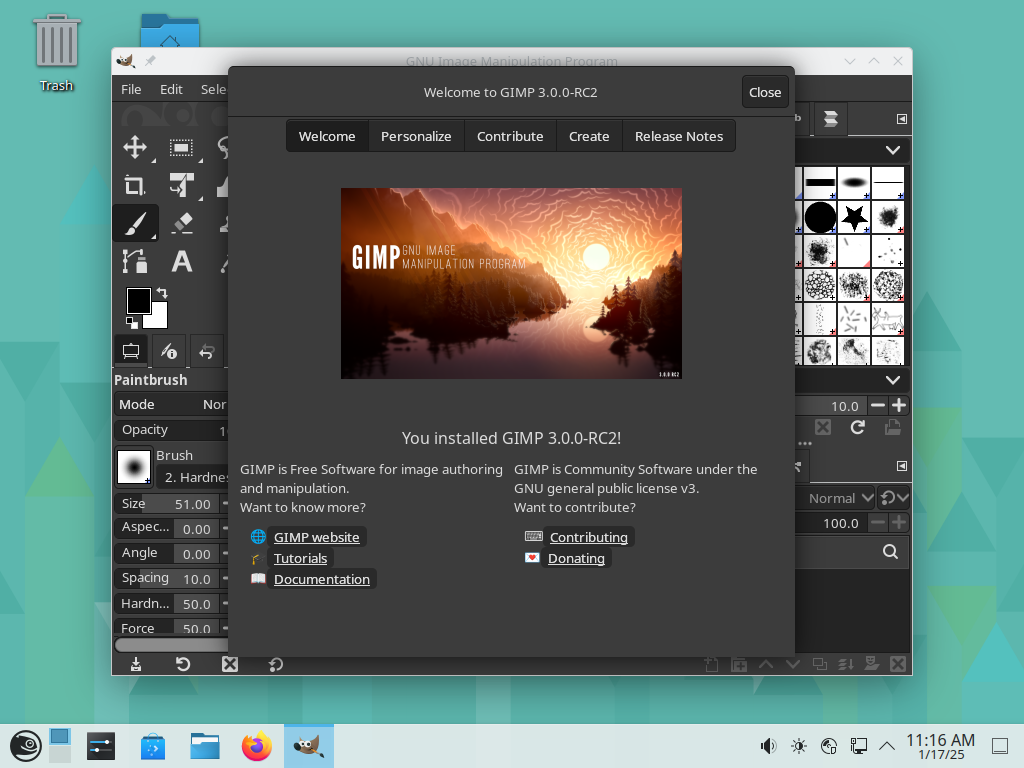 Trash
GNU Image Manipulation Program
File Edit Sele
Welcome to GIMP 3.0.0-RC2
Close
Welcome Personalize Contribute Create Release Notes
GIMP GNU IMAGE
MANIPULATION PROGRAM
3.0.0 RC2
Paintbrush
Mode Nor
Opacity 10
Brush
2. Hardnes
Size 51.00
Aspec... 0.00
Angle 0.00
Spacing 10.0
Hardn... 50.0
Force 50.0
You installed GIMP 3.0.0-RC2!
GIMP is Free Software for image authoring
and manipulation.
Want to know more?
GIMP website
Tutorials
Documentation
GIMP is Community Software under the
GNU general public license v3.
Want to contribute?
Contributing
Donating
10.0
Normal
100.0
11:16 AM
1/17/25